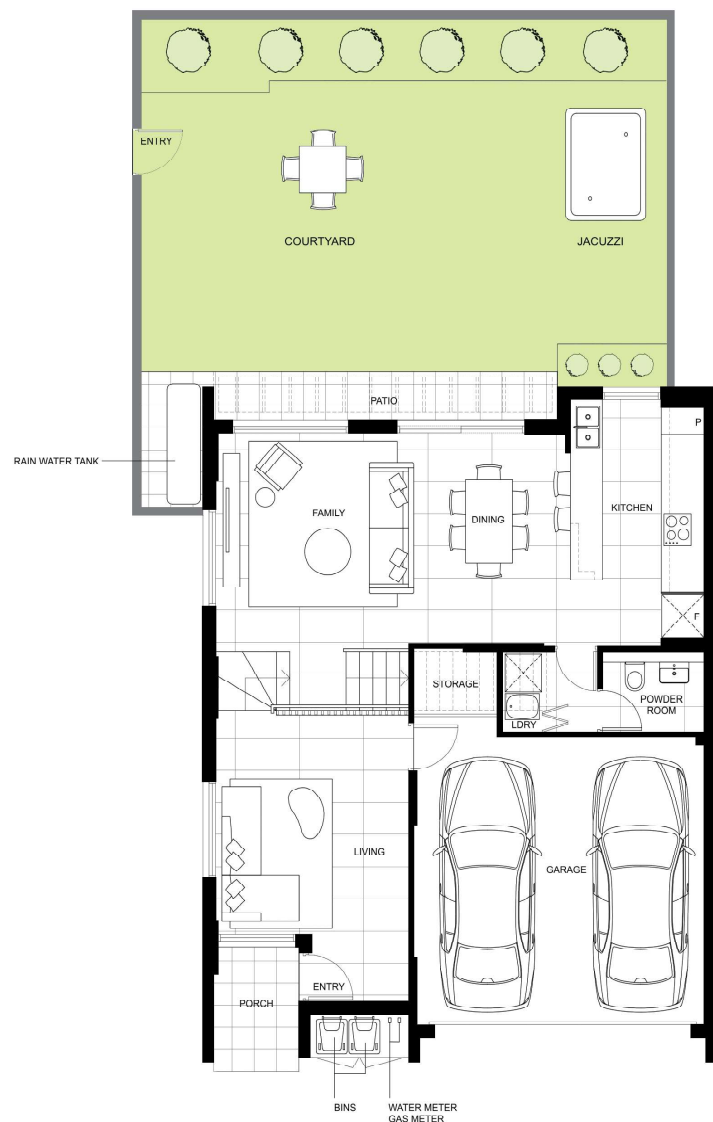 ENTRY
COURTYARD
JACUZZI
PATIO
RAIN WATER TANK
FAMILY
DINING
KITCHEN
P
F
STORAGE
LDRY
POWDER
ROOM
LIVING
GARAGE
ENTRY
PORCH
BINS
WATER METER
GAS METER